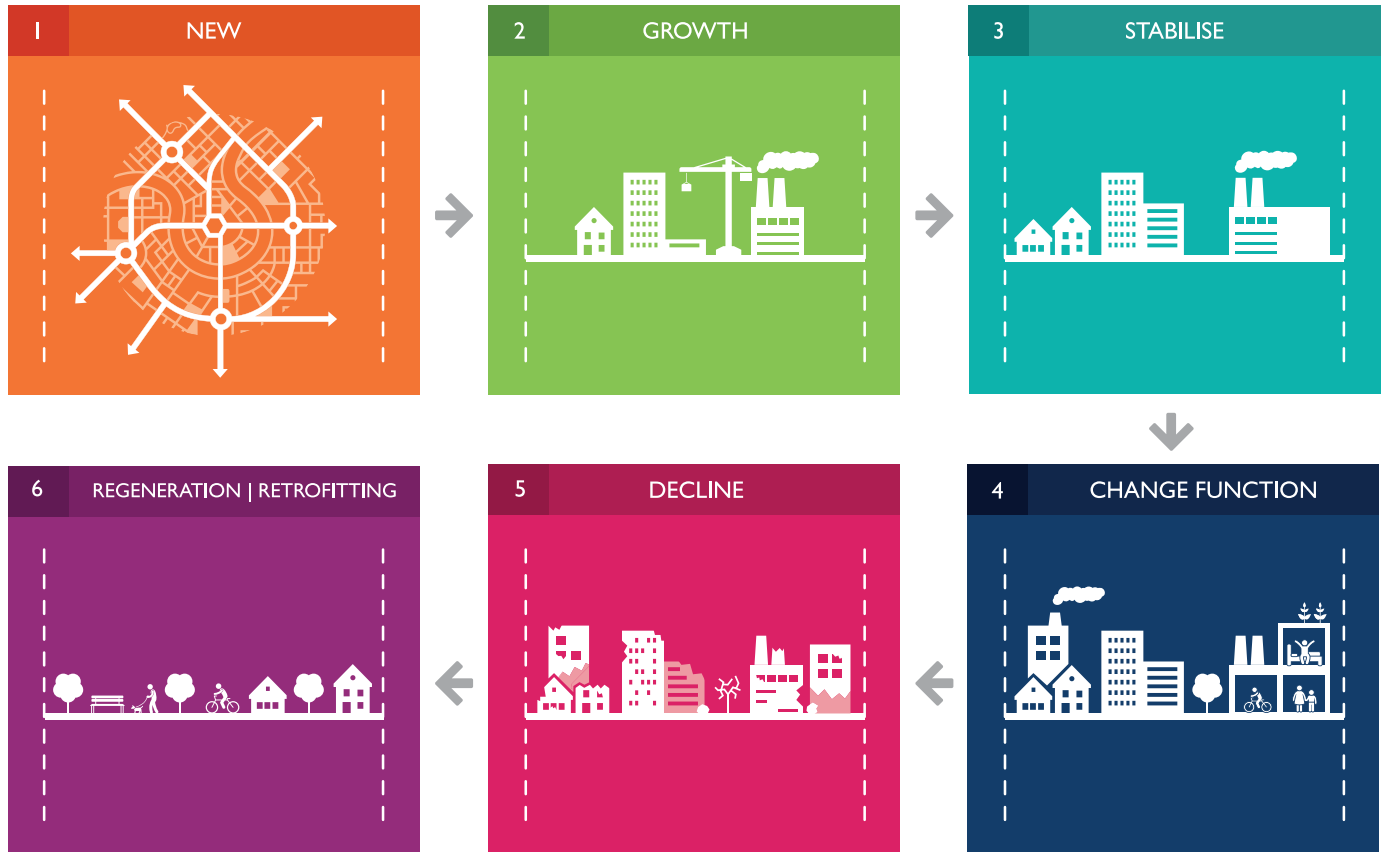 1 NEW
2 GROWTH
3 STABILISE
4 CHANGE FUNCTION
5 DECLINE
6 REGENERATION | RETROFITTING